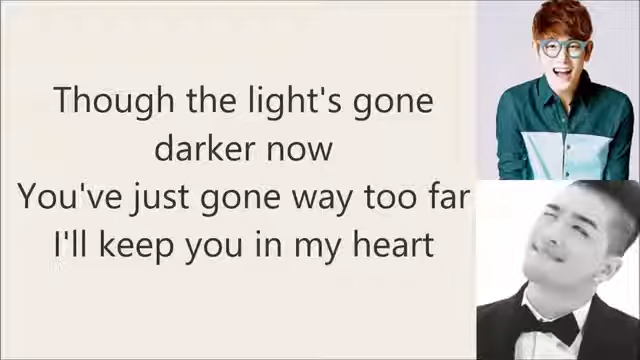 Though the light's gone
darker now
You've just gone way too far
I'll keep you in my heart